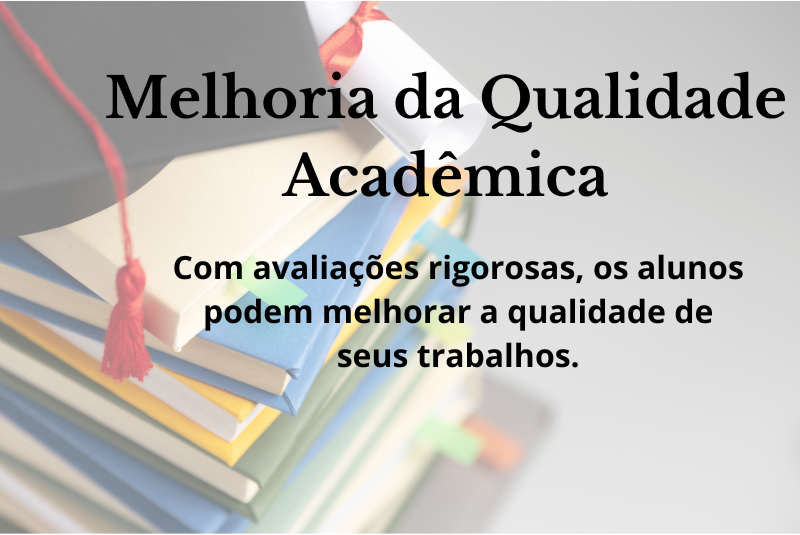 Melhoria da Qualidade
Acadêmica
Com avaliações rigorosas, os alunos
podem melhorar a qualidade de
seus trabalhos.